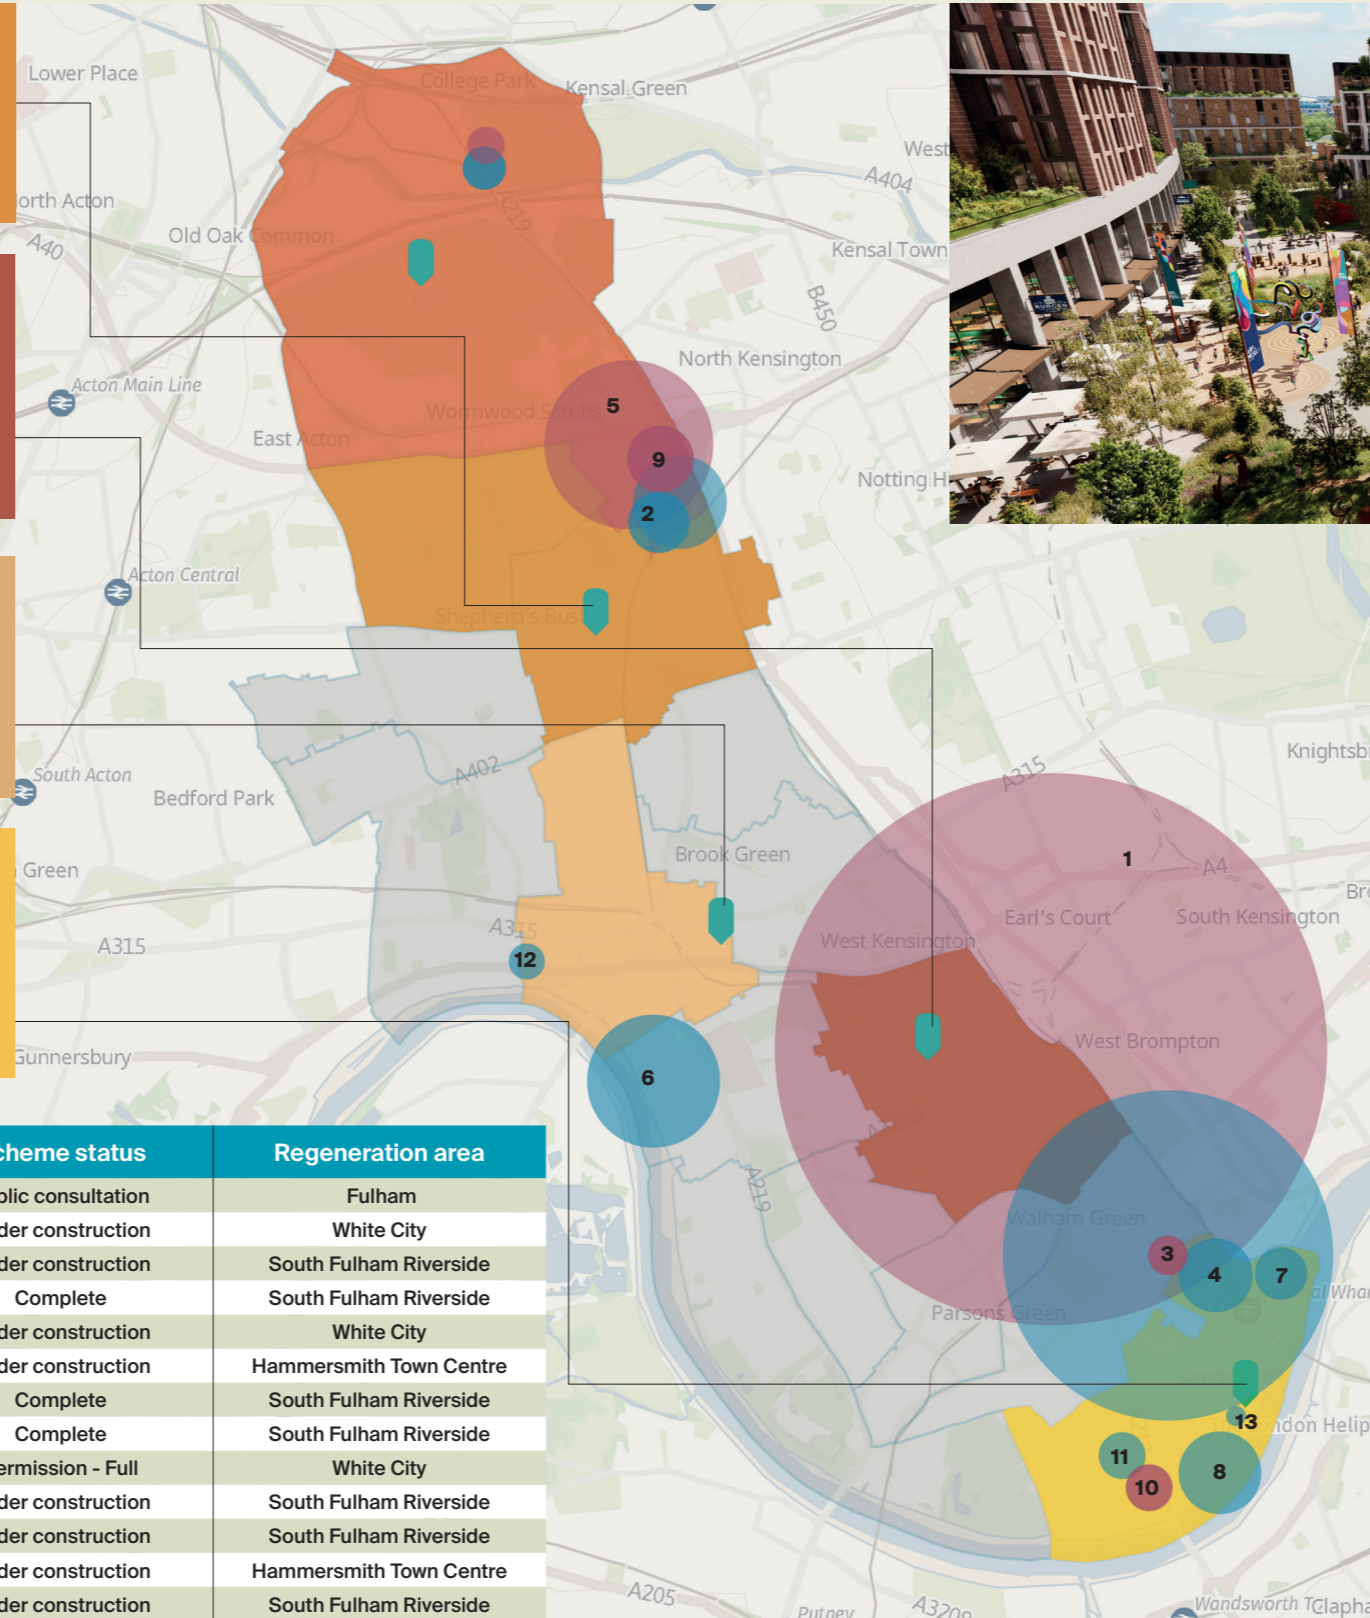 Lower Place
College Park
Kensal Green
West
A404
orth Acton
A219
A40
Old Oak Common
Kensal Town
B450
North Kensington
Acton Main Line
5
Wormwood Scrubs
East Acton
9
Notting H
2
BURGER
Acton Central
Shepherd's Bus
Knightsb
A315
A402
South Acton
Bedford Park
Brook Green
1
A4
Green
Bro
Earl's Court
South Kensington
A315
A315
West Kensington
12
West Brompton
Gunnersbury
6
A219
Walham Green
3
4
7
al Whar
Parsons Green
Sands
13
ondon Helip
11
8
10
A205
Putney
A3209
Wandsworth T
Clapha
cheme status Regeneration area
blic consultation Fulham
der construction White City
der construction South Fulham Riverside
Complete South Fulham Riverside
der construction White City
der construction Hammersmith Town Centre
Complete South Fulham Riverside
Complete South Fulham Riverside
ermission - Full White City
der construction South Fulham Riverside
der construction South Fulham Riverside
der construction Hammersmith Town Centre
der construction South Fulham Riverside